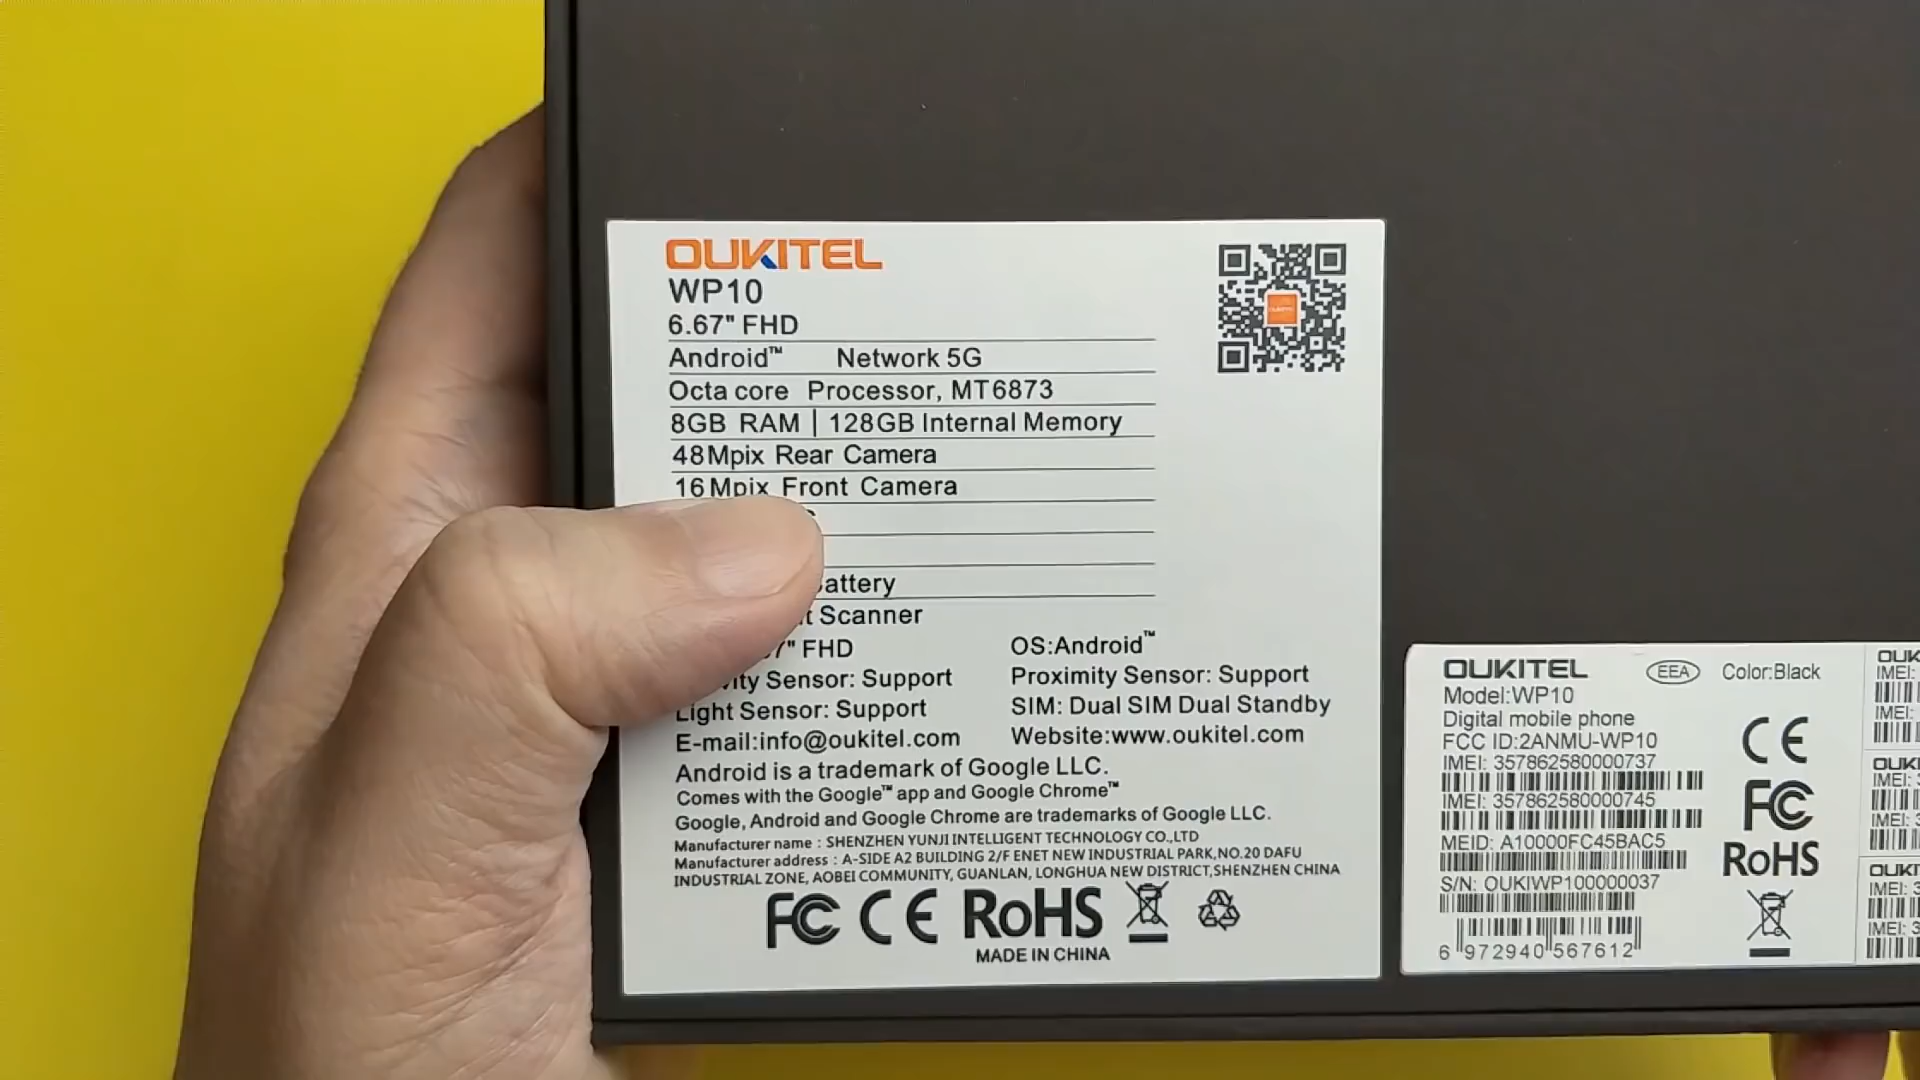 OUKITEL
WP10
6.67" FHD
Android™ Network 5G
Octa core Processor, MT6873
8GB RAM | 128GB Internal Memory
48Mpix Rear Camera
16Mpix Front Camera
Scanner
FHD
OS:Android™
Sensor: Support
Proximity Sensor: Support
Light Sensor: Support
SIM: Dual SIM Dual Standby
E-mail:info@oukitel.com
Website:www.oukitel.com
Android is a trademark of Google LLC.
Comes with the Google™ app and Google Chrome™
Google, Android and Google Chrome are trademarks of Google LLC.
Manufacturer name : SHENZHEN YUNJI INTELLIGENT TECHNOLOGY CO.,LTD
Manufacturer address : A-SIDE A2 BUILDING 2/F ENET NEW INDUSTRIAL PARK,NO.20 DAFU
INDUSTRIAL ZONE, AOBEI COMMUNITY, GUANLAN, LONGHUA NEW DISTRICT,SHENZHEN CHINA
FC CE RoHS
MADE IN CHINA
OUKITEL EEA Color:Black
Model:WP10
Digital mobile phone
FCC ID:2ANMU-WP10
IMEI: 357862580000737
IMEI: 357862580000745
MEID: A10000FC45BAC5
S/N: OUKIWP100000037
6 972940 567612
CE
FC
RoHS
IMEI:
IMEI:
IMEI:
IMEI:
IMEI:
IMEI: